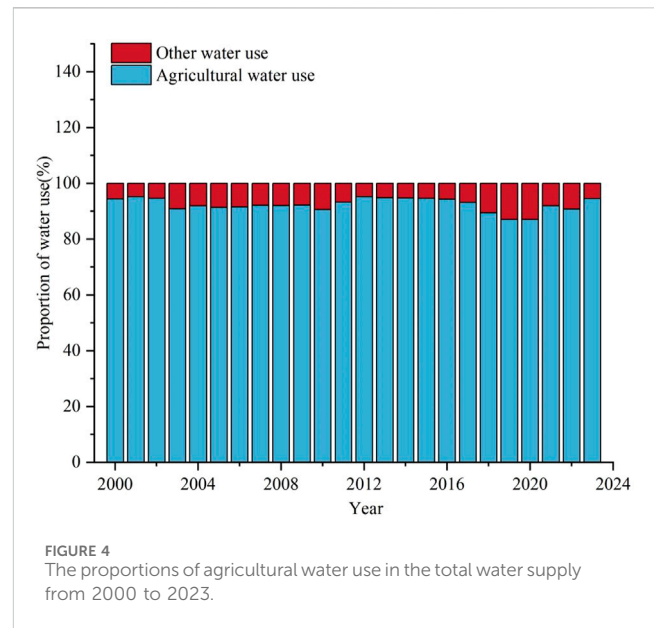 Other water use
Agricultural water use
140
120
100
80
60
40
20
0
Proportion of water use(%)
2000 2004 2008 2012 2016 2020 2024
Year
FIGURE 4
The proportions of agricultural water use in the total water supply
from 2000 to 2023.